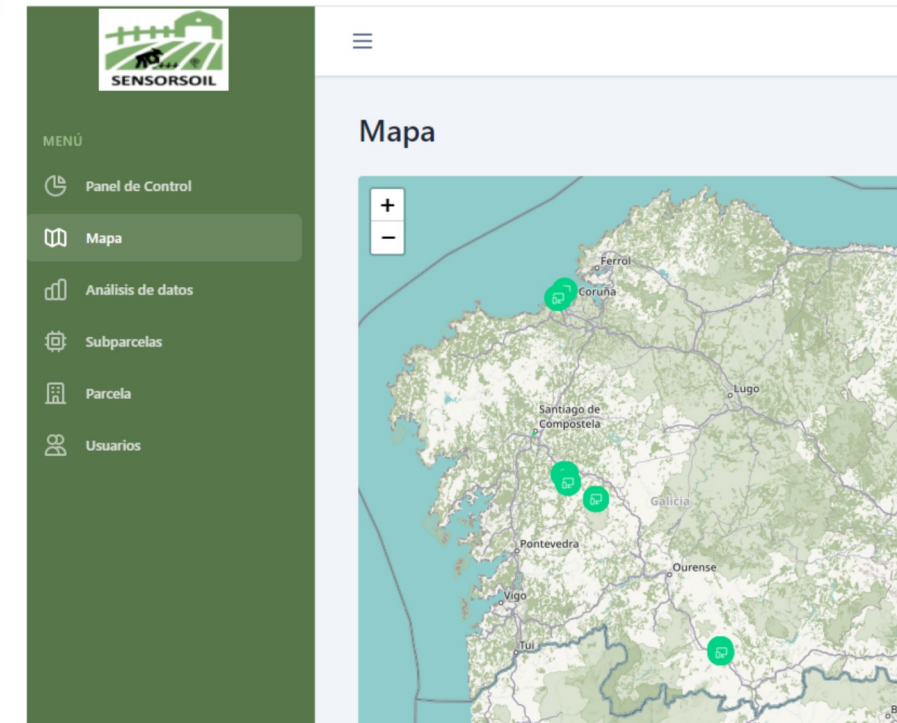 SENSORSOIL
MENÚ
Panel de Control
Mapa
Análisis de datos
Subparcelas
Parcela
Usuarios
Mapa
+
−
Ferrol
Coruña
Lugo
Santiago de
Compostela
Galicia
Pontevedra
Ourense
Vigo
Tui
B